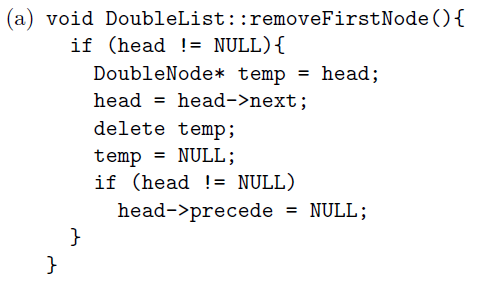 (a) void DoubleList::removeFirstNode(){
if (head != NULL){
DoubleNode* temp = head;
head = head->next;
delete temp;
temp = NULL;
if (head != NULL)
head->precede = NULL;
}
}